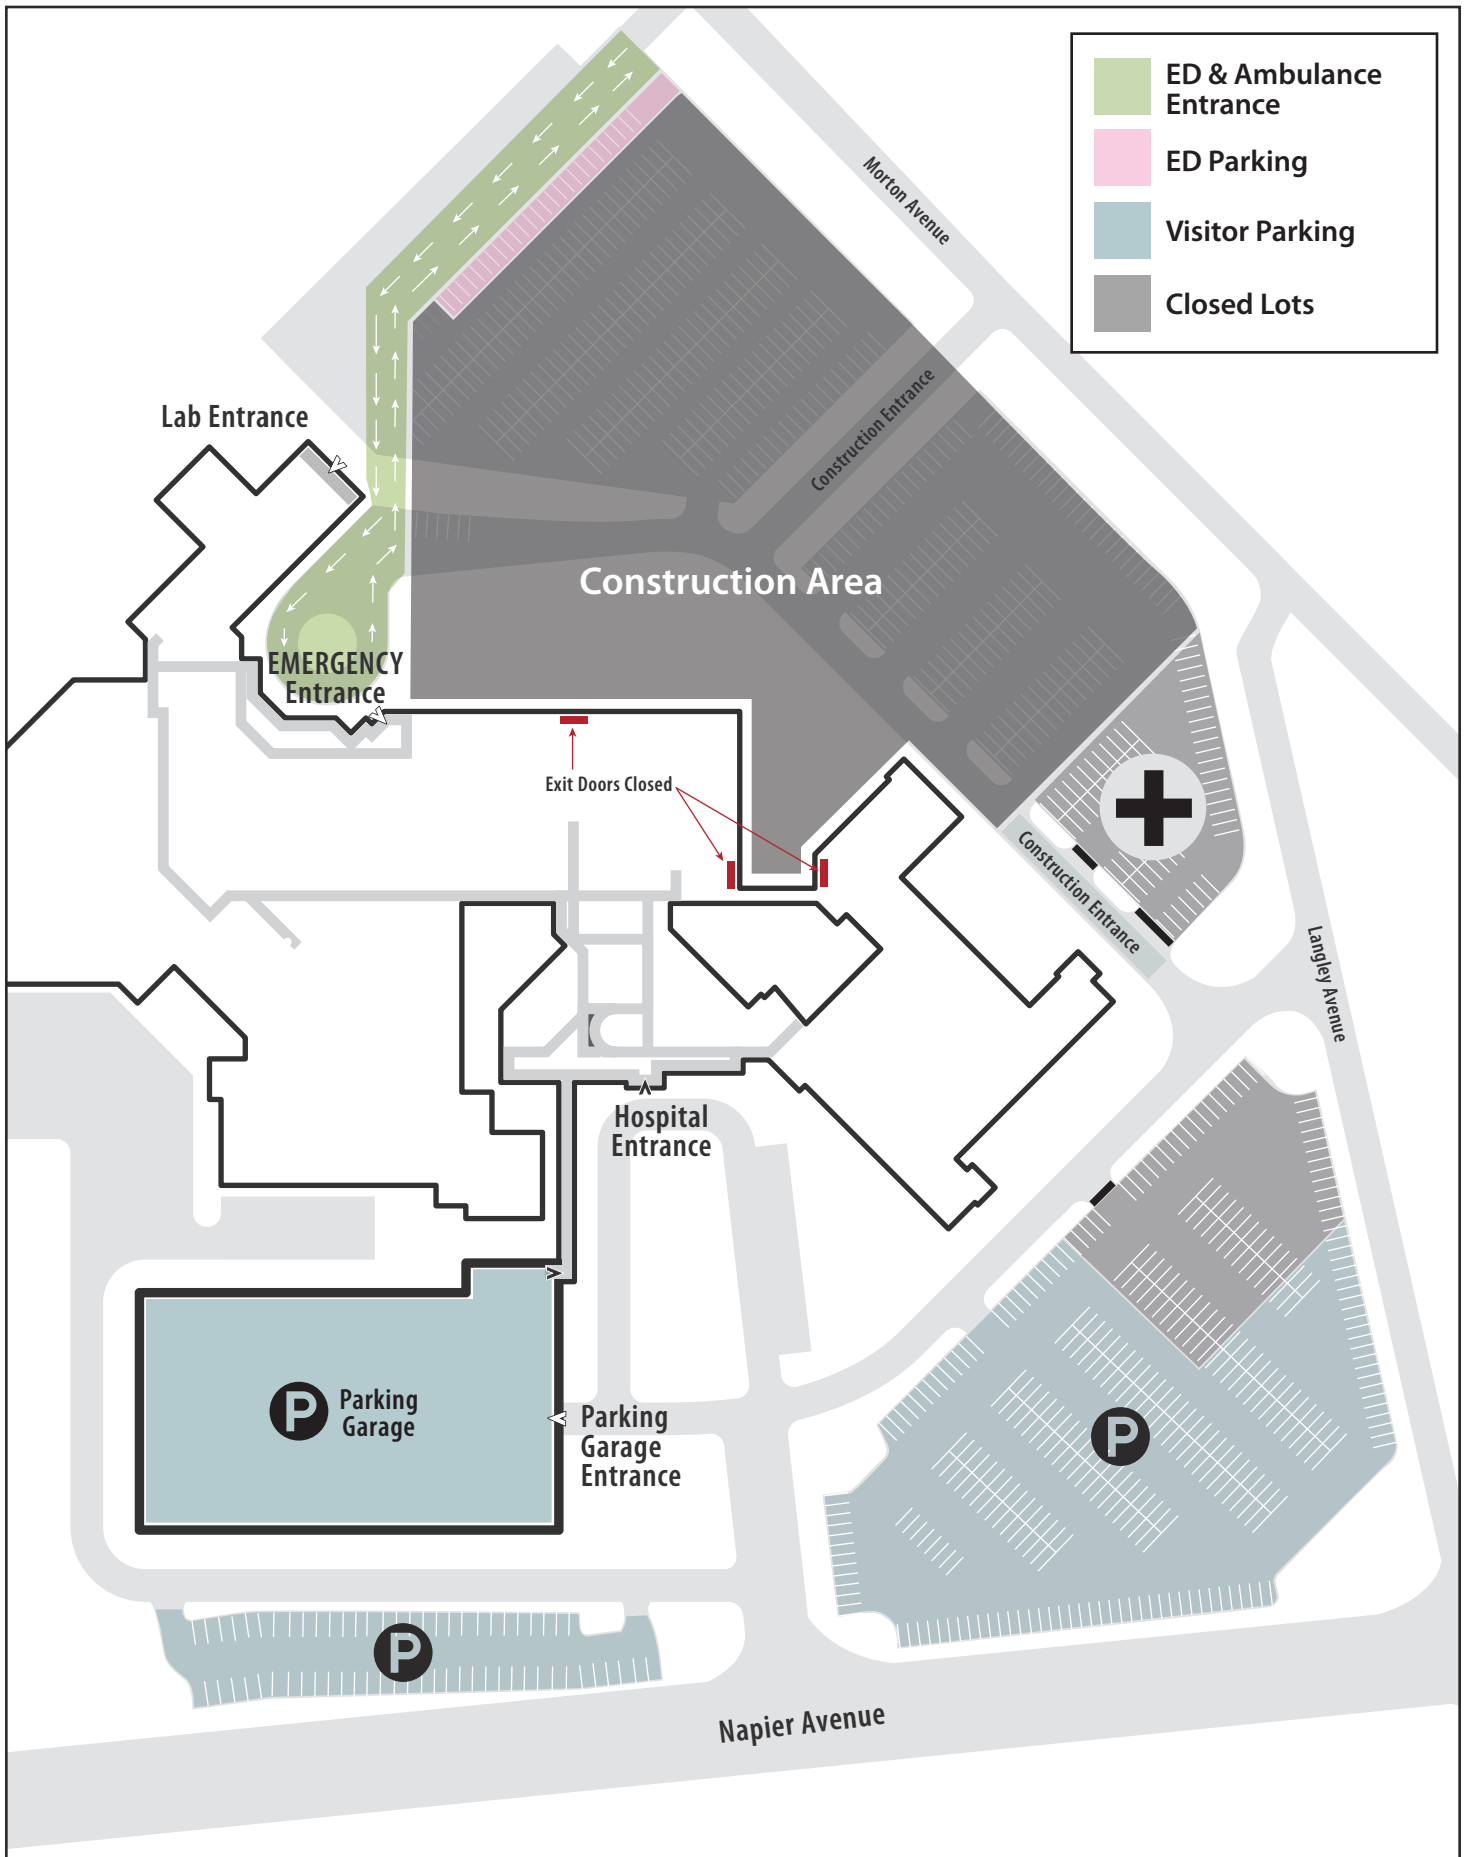 ED & Ambulance
Entrance
ED Parking
Visitor Parking
Closed Lots
Morton Avenue
Construction Entrance
Lab Entrance
Construction Area
EMERGENCY
Entrance
Exit Doors Closed
Construction Entrance
Langley Avenue
Hospital
Entrance
P
Parking
Garage
Parking
Garage
Entrance
P
P
Napier Avenue